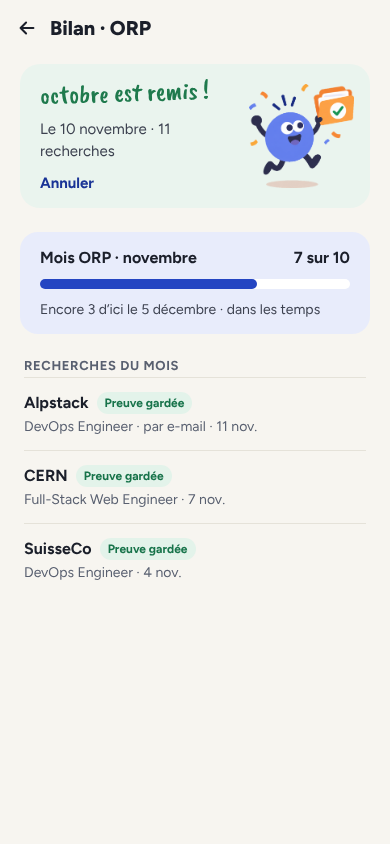 Bilan · ORP
octobre est remis !
Le 10 novembre · 11
recherches
Annuler
Mois ORP · novembre 7 sur 10
Encore 3 d’ici le 5 décembre · dans les temps
RECHERCHES DU MOIS
Alpstack Preuve gardée
DevOps Engineer · par e-mail · 11 nov.
CERN Preuve gardée
Full-Stack Web Engineer · 7 nov.
SuisseCo Preuve gardée
DevOps Engineer · 4 nov.